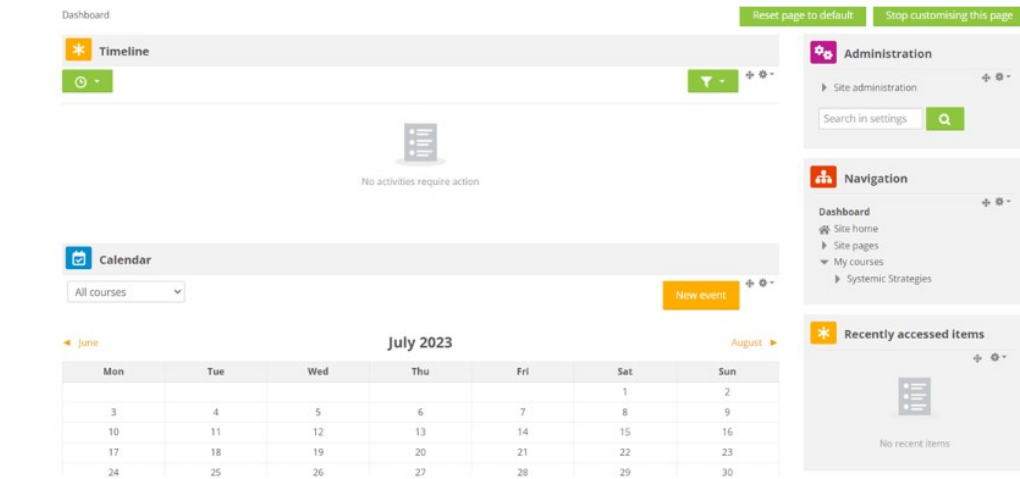 Dashboard
Reset page to default
Stop customising this page
Timeline
No activities require action
Calendar
All courses
New event
June
July 2023
August
Mon Tue Wed Thu Fri Sat Sun
1 2
3 4 5 6 7 8 9
10 11 12 13 14 15 16
17 18 19 20 21 22 23
24 25 26 27 28 29 30
Administration
Site administration
Search in settings
Navigation
Dashboard
Site home
Site pages
My courses
Systemic Strategies
Recently accessed items
No recent items